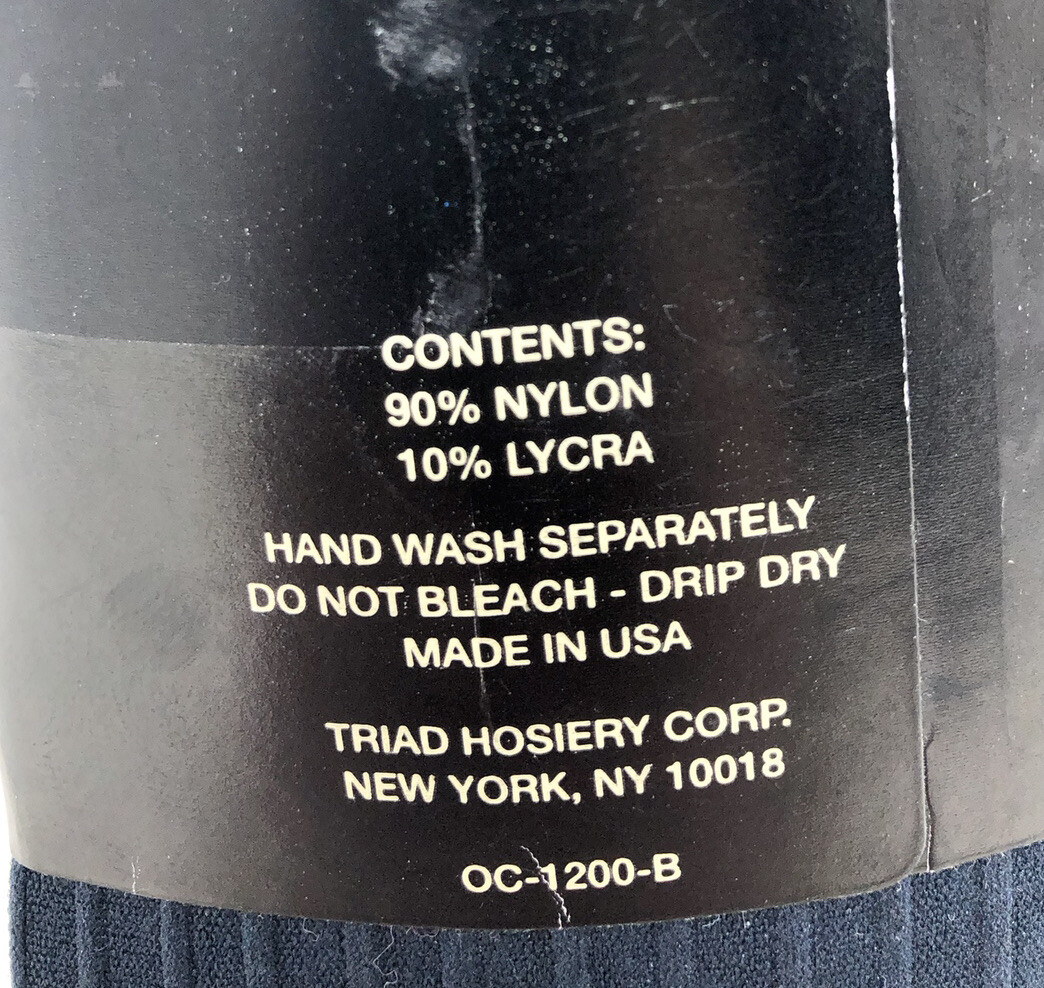 CONTENTS:
90% NYLON
10% LYCRA
HAND WASH SEPARATELY
DO NOT BLEACH - DRIP DRY
MADE IN USA
TRIAD HOSIERY CORP.
NEW YORK, NY 10018
OC-1200-B